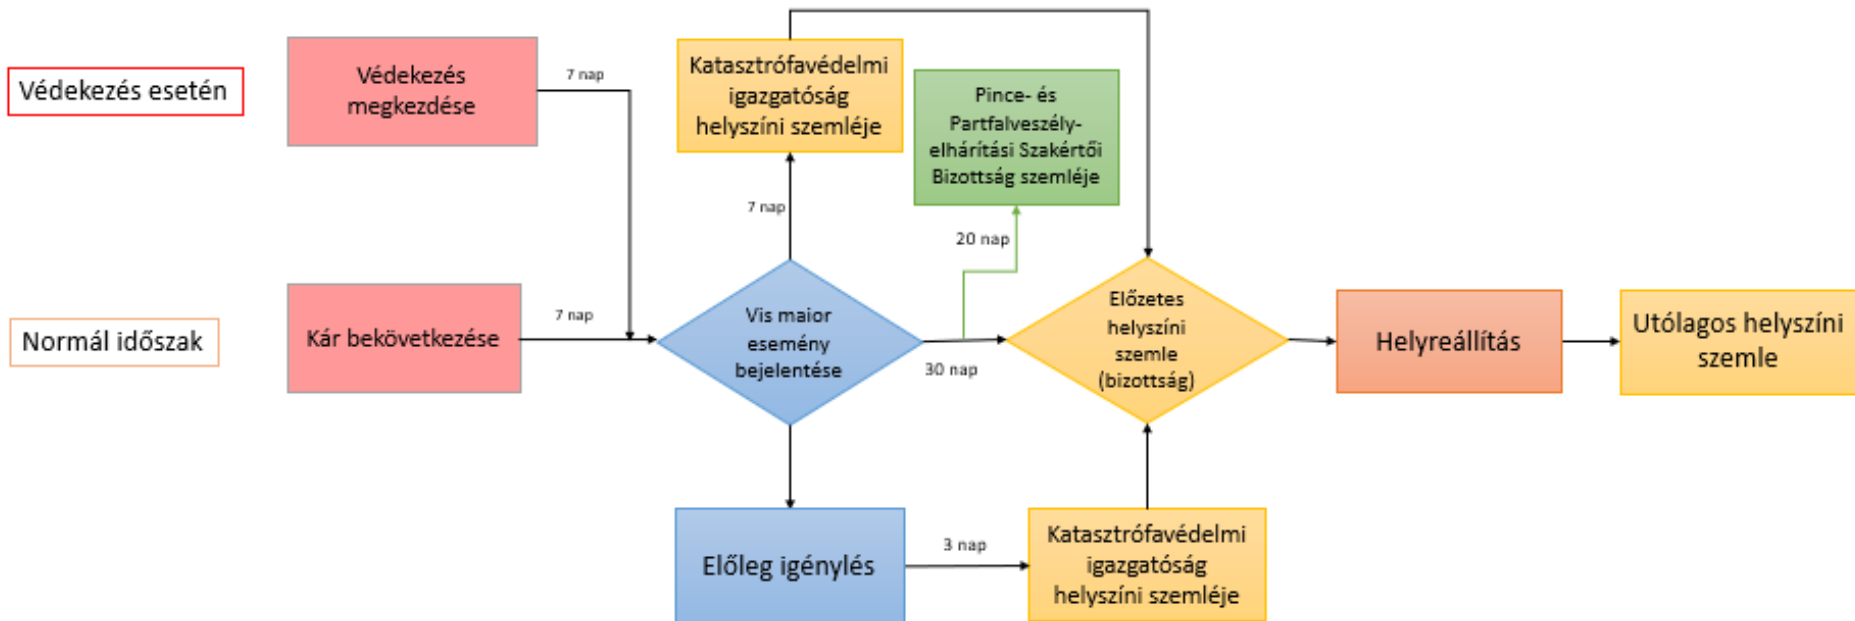 Védekezés esetén
Védekezés
megkezdése
7 nap
Katasztrófavédelmi
igazgatóság
helyszíni szemléje
Pince- és
Partfalveszély-
elhárítási Szakértői
Bizottság szemléje
7 nap
20 nap
Normál időszak
Kár bekövetkezése
7 nap
Vis maior
esemény
bejelentése
30 nap
Előzetes
helyszíni
szemle
(bizottság)
Helyreállítás
Utólagos helyszíni
szemle
Előleg igénylés
3 nap
Katasztrófavédelmi
igazgatóság
helyszíni szemléje